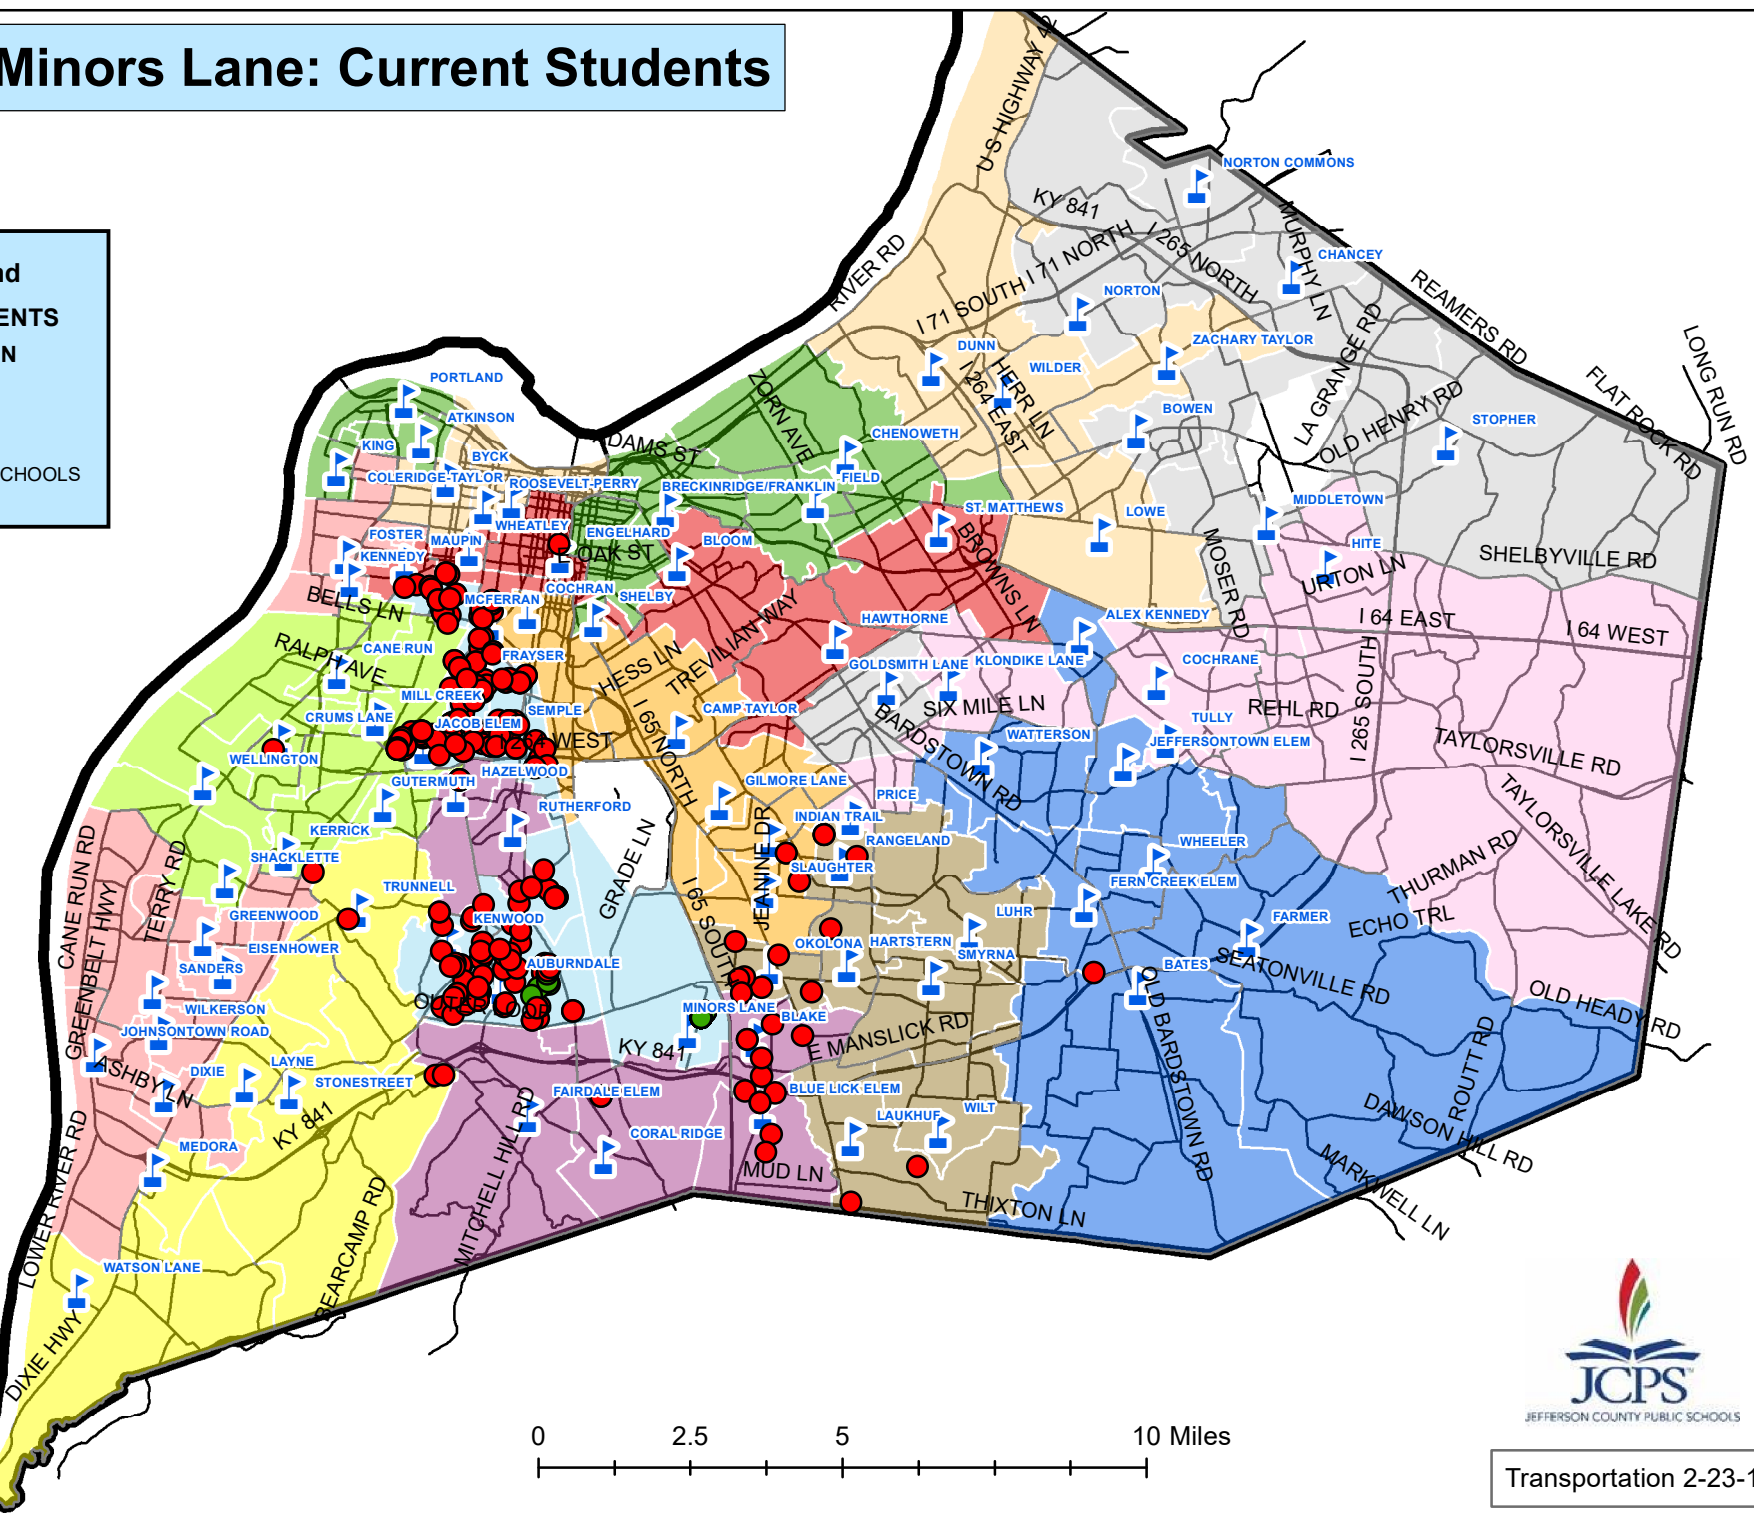 Minors Lane: Current Students
ENTS
N
CHOOLS
U S HIGHWAY 42
NORTON COMMONS
KY 841
I 71 NORTH
I 265 NORTH
MURPHY LN
CHANCEY
RIVER RD
I 71 SOUTH
NORTON
REAMERS RD
LONG RUN RD
DUNN
HERR LN
WILDER
ZACHARY TAYLOR
LA GRANGE RD
FLAT ROCK RD
PORTLAND
ZORN AVE
I 264 EAST
BOWEN
OLD HENRY RD
STOPHER
ATKINSON
KING
BYCK
ADAMS ST
CHENOWETH
COLERIDGE-TAYLOR
ROOSEVELT-PERRY
BRECKINRIDGE/FRANKLIN
FIELD
ST. MATTHEWS
LOWE
MIDDLETOWN
FOSTER
MAUPIN
WHEATLEY
ENGELHARD
BLOOM
BROWNS LN
MOSER RD
HITE
SHELBYVILLE RD
KENNEDY
E OAK ST
URTON LN
BELLS LN
MCFERRAN
COCHRAN
SHELBY
HAWTHORNE
ALEX KENNEDY
I 64 EAST
I 64 WEST
RALPH AVE
CANE RUN
FRAYSER
HESS LN
TREVILIAN WAY
GOLDSMITH LANE
KLONDIKE LANE
COCHRANE
I 265 SOUTH
MILL CREEK
SEMPLE
CAMP TAYLOR
SIX MILE LN
REHL RD
CRUMS LANE
JACOB ELEM
I 264 WEST
I 65 NORTH
BARDSTOWN RD
WATTERSON
TULLY
JEFFERSONTOWN ELEM
TAYLORSVILLE RD
WELLINGTON
GUTERMUTH
HAZELWOOD
GILMORE LANE
PRICE
TAYLORSVILLE LAKE RD
RUTHERFORD
INDIAN TRAIL
RANGELAND
WHEELER
KERRICK
SHACKLETTE
GRADE LN
JEANINE DR
SLAUGHTER
FERN CREEK ELEM
THURMAN RD
CANE RUN RD
TERRY RD
TRUNNELL
I 65 SOUTH
LUHR
FARMER
ECHO TRL
GREENBELT HWY
GREENWOOD
KENWOOD
EISENHOWER
OKOLONA
HARTSTERN
SMYRNA
BATES
SEATONVILLE RD
SANDERS
AUBURNDALE
OLD BARDSTOWN RD
OLD HEADY RD
WILKERSON
MINORS LANE
BLAKE
JOHNSONTOWN ROAD
E MANSLICK RD
ROUTT RD
ASHBY LN
DIXIE
LAYNE
STONESTREET
KY 841
KY 841
FAIRDALE ELEM
BLUE LICK ELEM
LAUKHUF
WILT
DAWSON HILL RD
MEDORA
CORAL RIDGE
MUD LN
MARKWELL LN
LOWER RIVER RD
MITCHELL HILL RD
BEARCAMP RD
THIXTON LN
WATSON LANE
DIXIE HWY
JCPS
JEFFERSON COUNTY PUBLIC SCHOOLS
0 2.5 5 10 Miles
Transportation 2-23-1